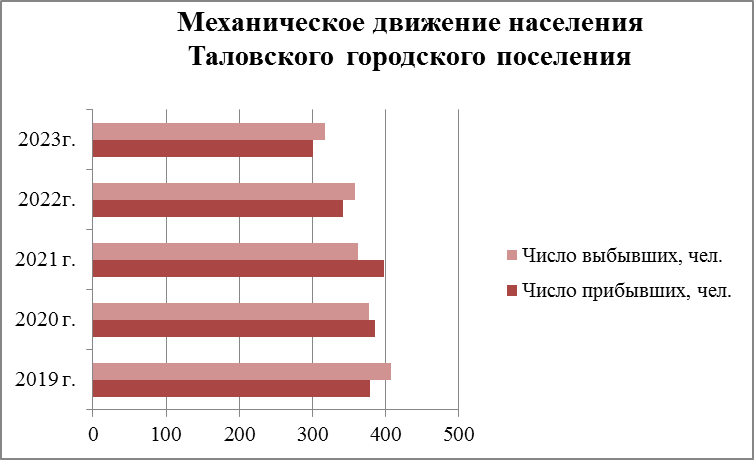 Механическое движение населения
Таловского городского поселения
2023г.
2022г.
2021 г.
2020 г.
2019 г.
0 100 200 300 400 500
Число выбывших, чел.
Число прибывших, чел.